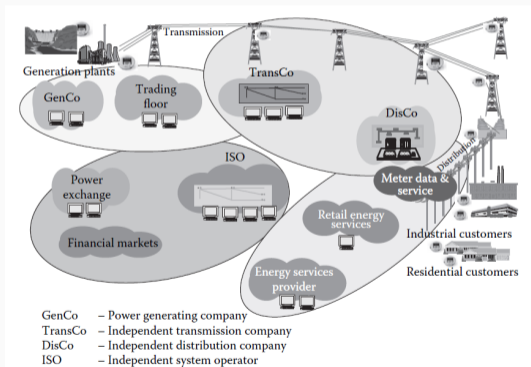 Transmission
Generation plants
GenCo
Trading
floor
TransCo
DisCo
Distribution
Meter data &
service
ISO
Power
exchange
Financial markets
Retail energy
services
Energy services
provider
Industrial customers
Residential customers
GenCo – Power generating company
TransCo – Independent transmission company
DisCo – Independent distribution company
ISO – Independent system operator